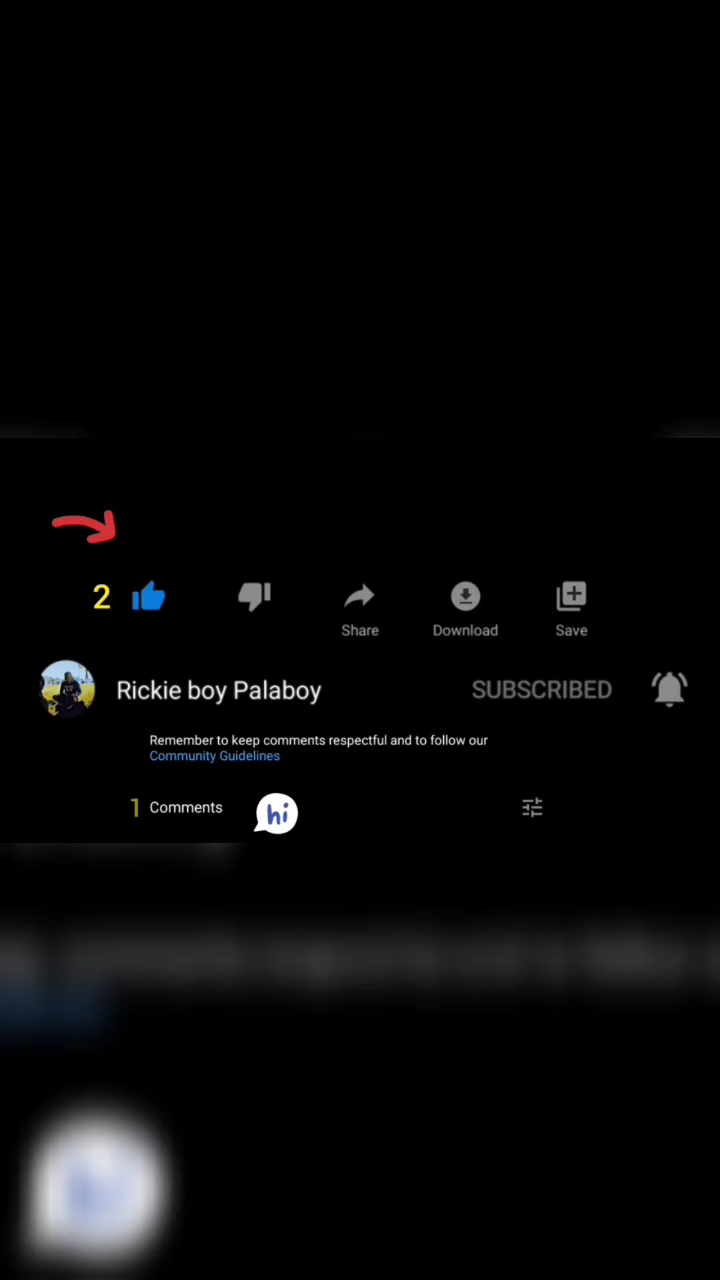 2
Share
Download
Save
Rickie boy Palaboy
SUBSCRIBED
Remember to keep comments respectful and to follow our
Community Guidelines
1 Comments
hi